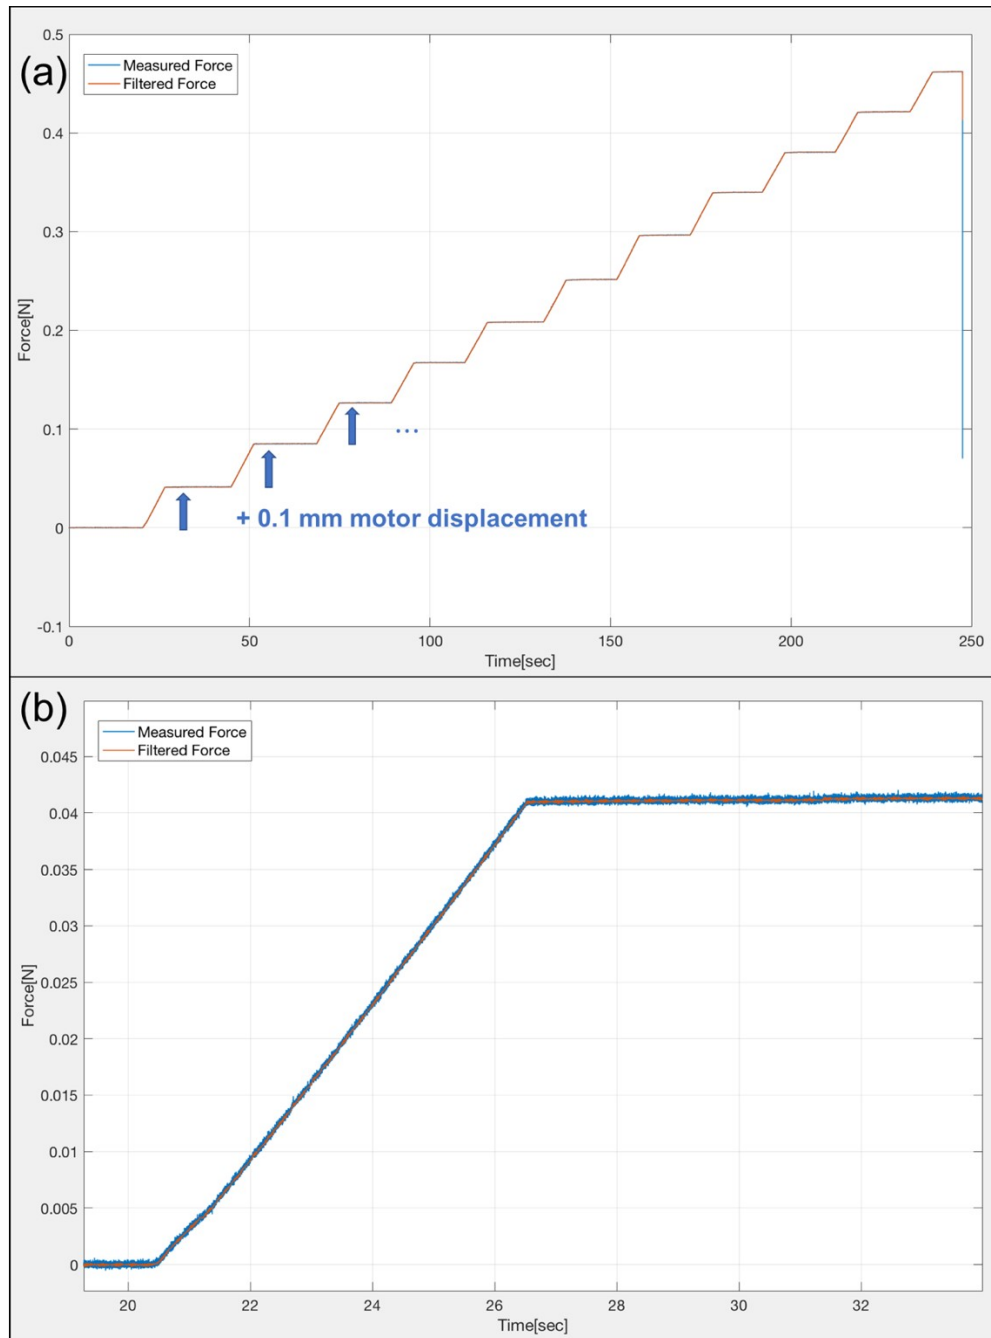 (a)
Measured Force
Filtered Force
0.5
0.4
0.3
0.2
0.1
0
-0.1
Force[N]
...
+ 0.1 mm motor displacement
0
50
100
150
200
250
Time[sec]
(b)
Measured Force
Filtered Force
0.045
0.04
0.035
0.03
0.025
0.02
0.015
0.01
0.005
0
Force[N]
20
22
24
26
28
30
32
Time[sec]